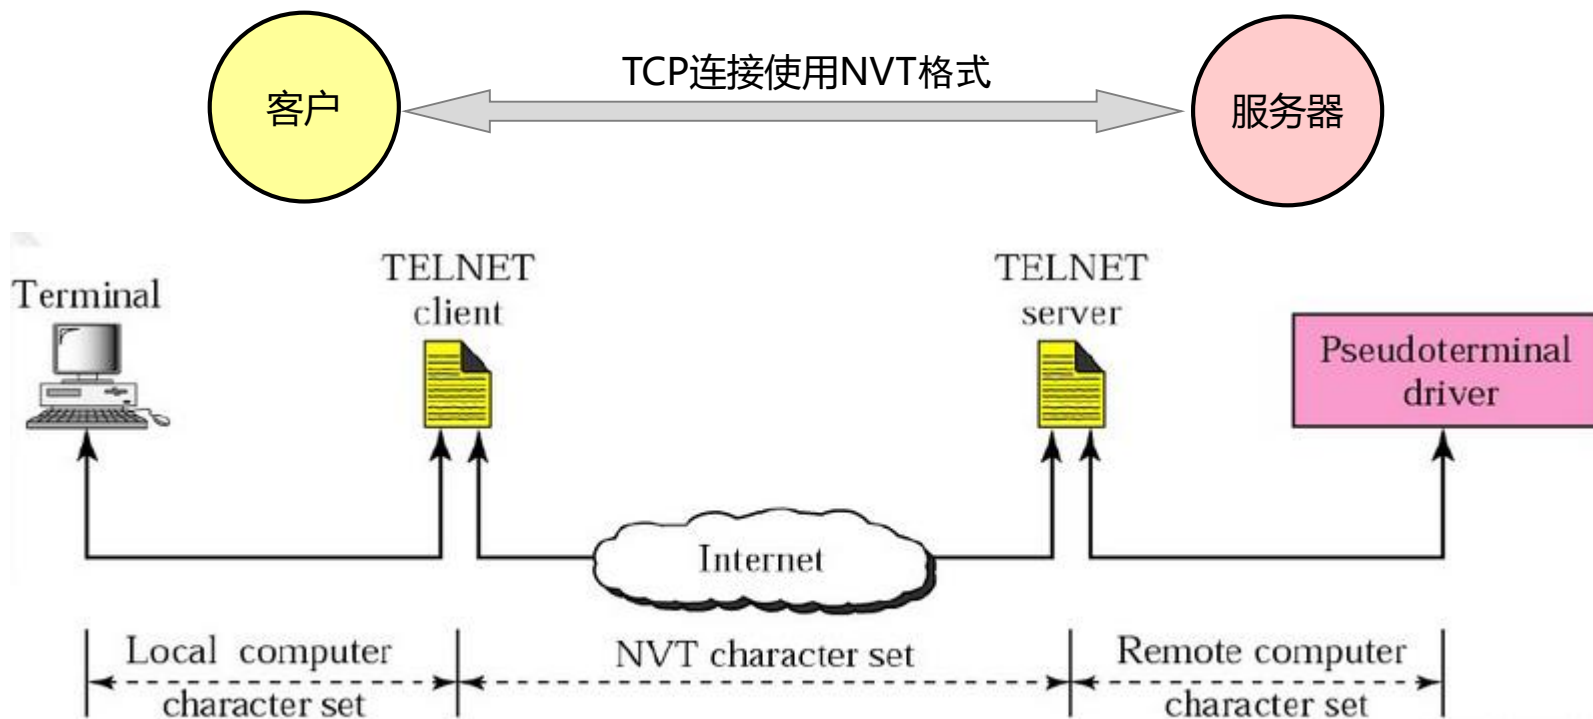 TCP连接使用NVT格式
客户
服务器
Terminal
TELNET
client
TELNET
server
Pseudoterminal
driver
Internet
Local computer
character set
NVT character set
Remote computer
character set